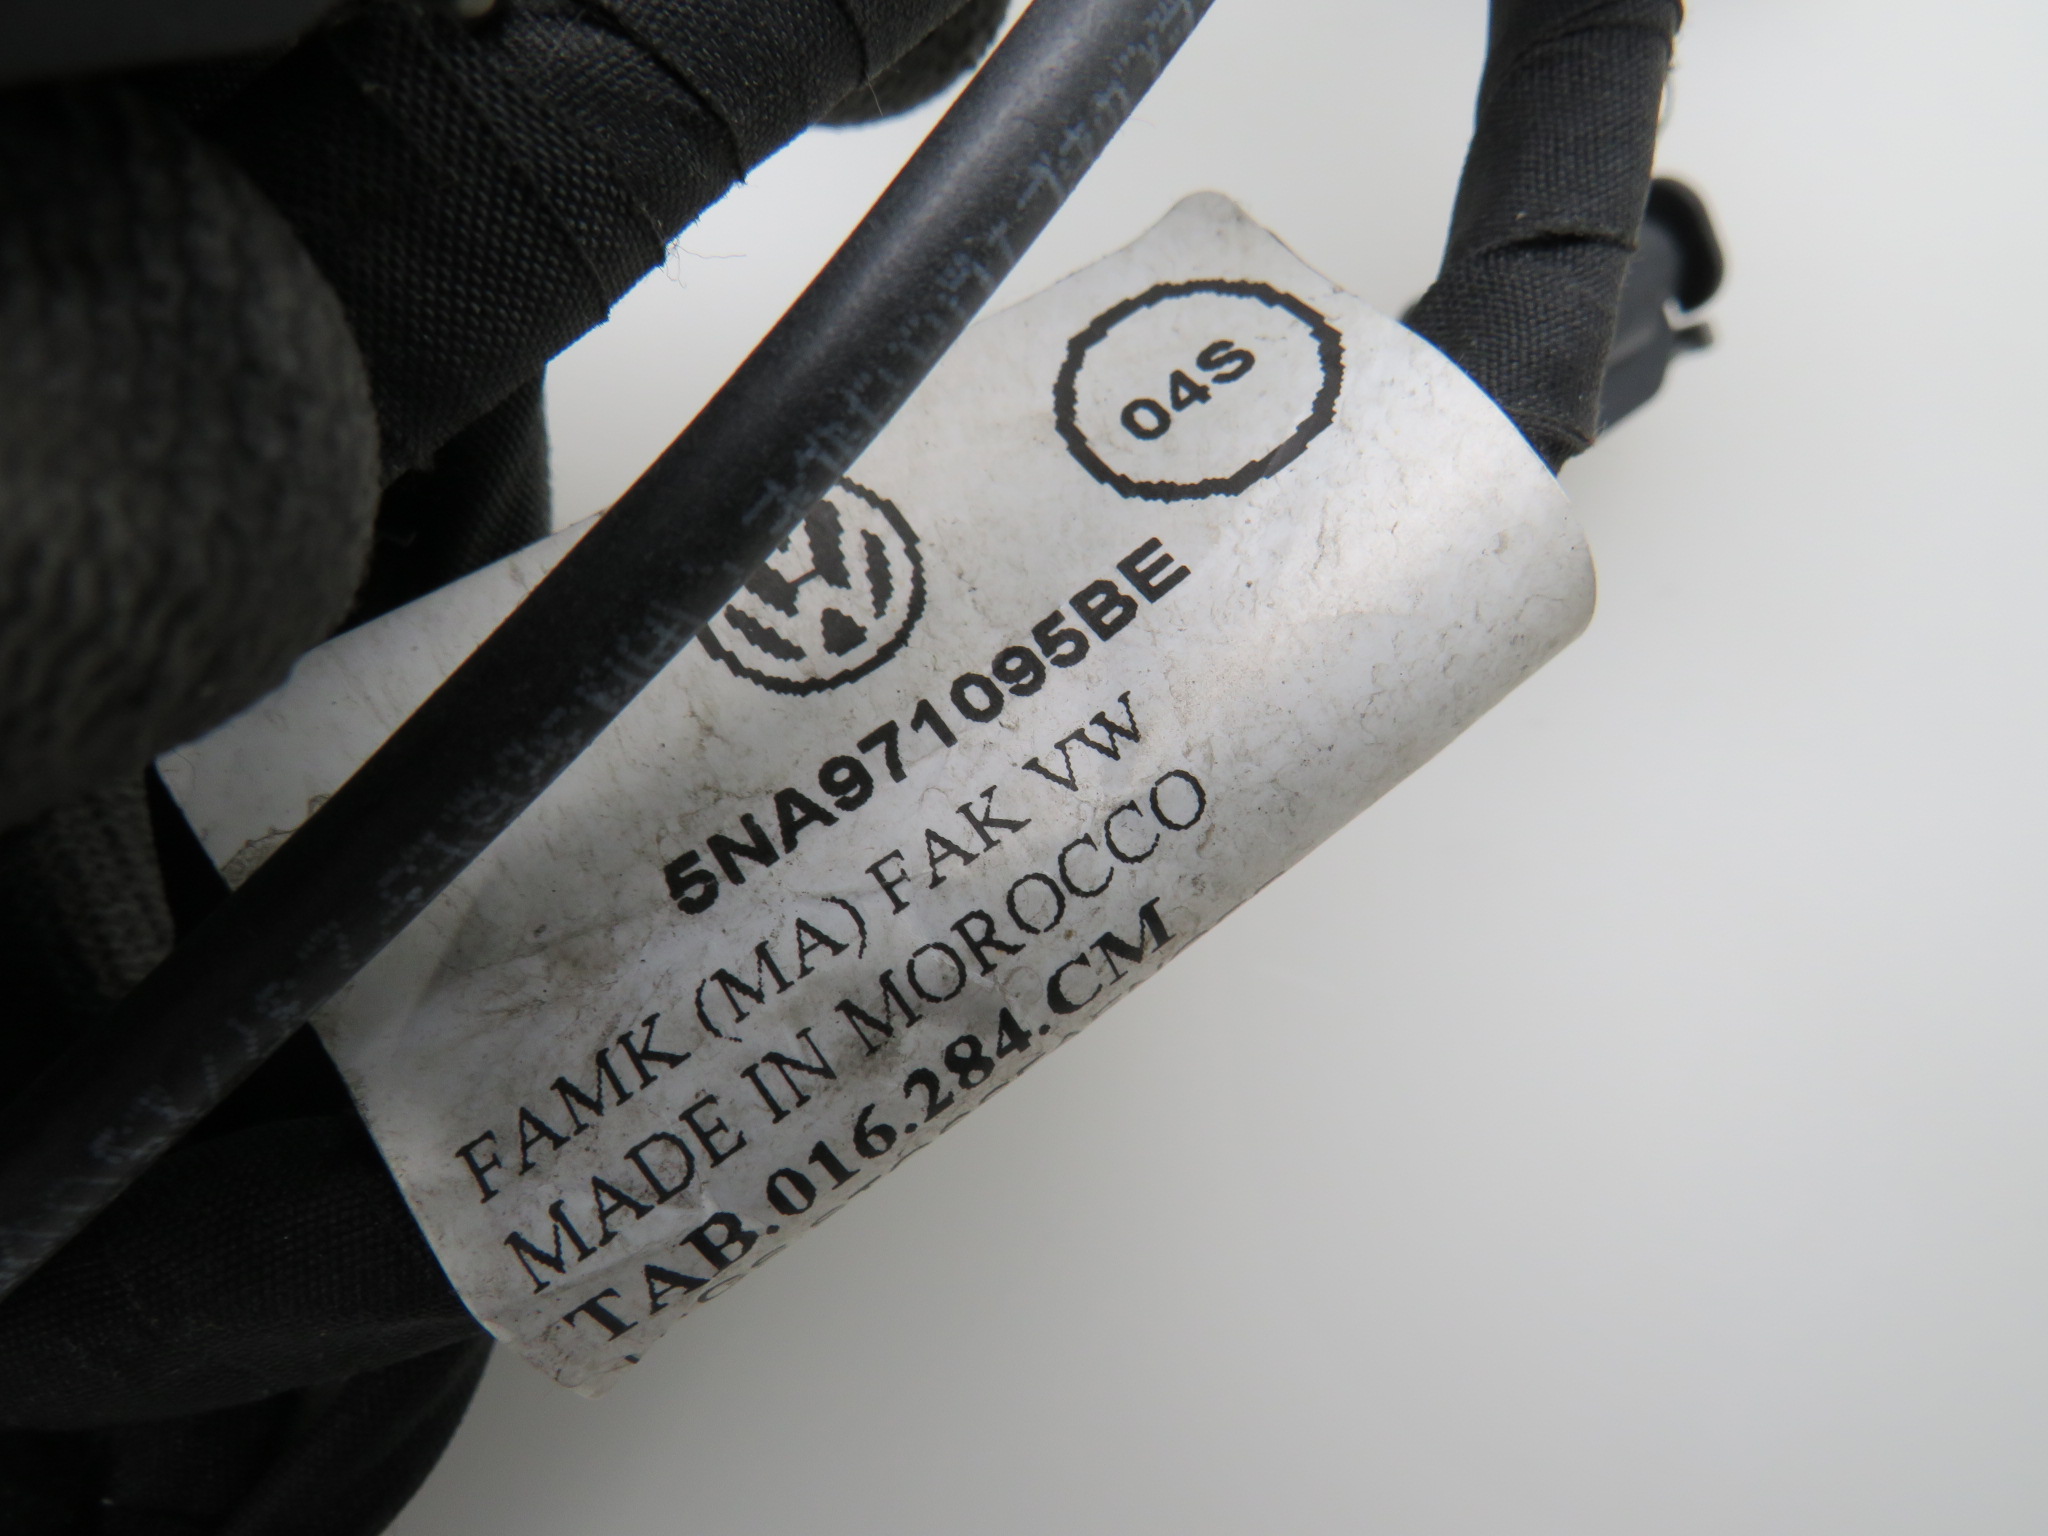 04S
5NA971095BE
FAMK (MA) FAK VW
MADE IN MOROCCO
TAB.016.284.CM